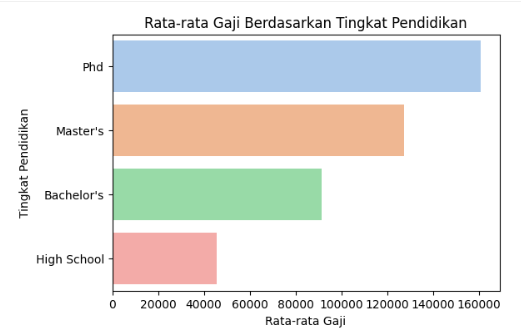 Rata-rata Gaji Berdasarkan Tingkat Pendidikan
Tingkat Pendidikan
Phd
Master's
Bachelor's
High School
0 20000 40000 60000 80000 100000 120000 140000 160000
Rata-rata Gaji